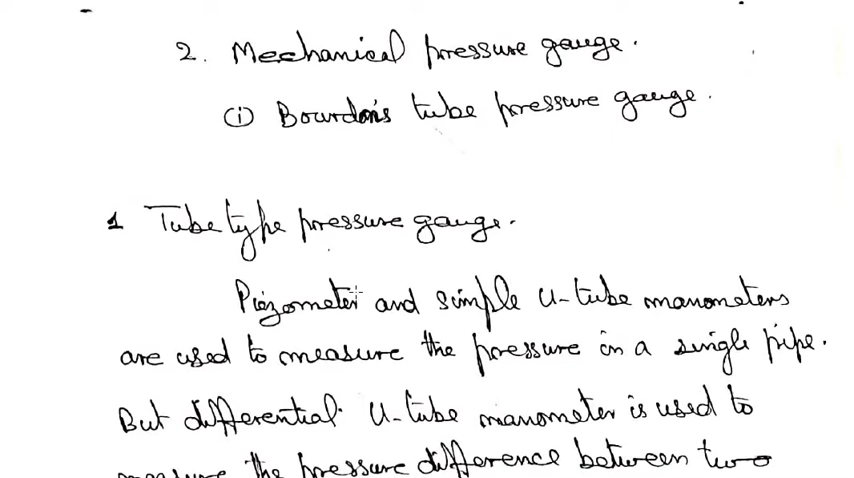 2. Mechanical pressure gauge.
(i) Bourdon's tube pressure gauge.
1 Tube type pressure gauge.
Piezometer and simple U-tube manometers
are used to measure the pressure in a single pipe.
But differential U-tube manometer is used to
measure the pressure difference between two